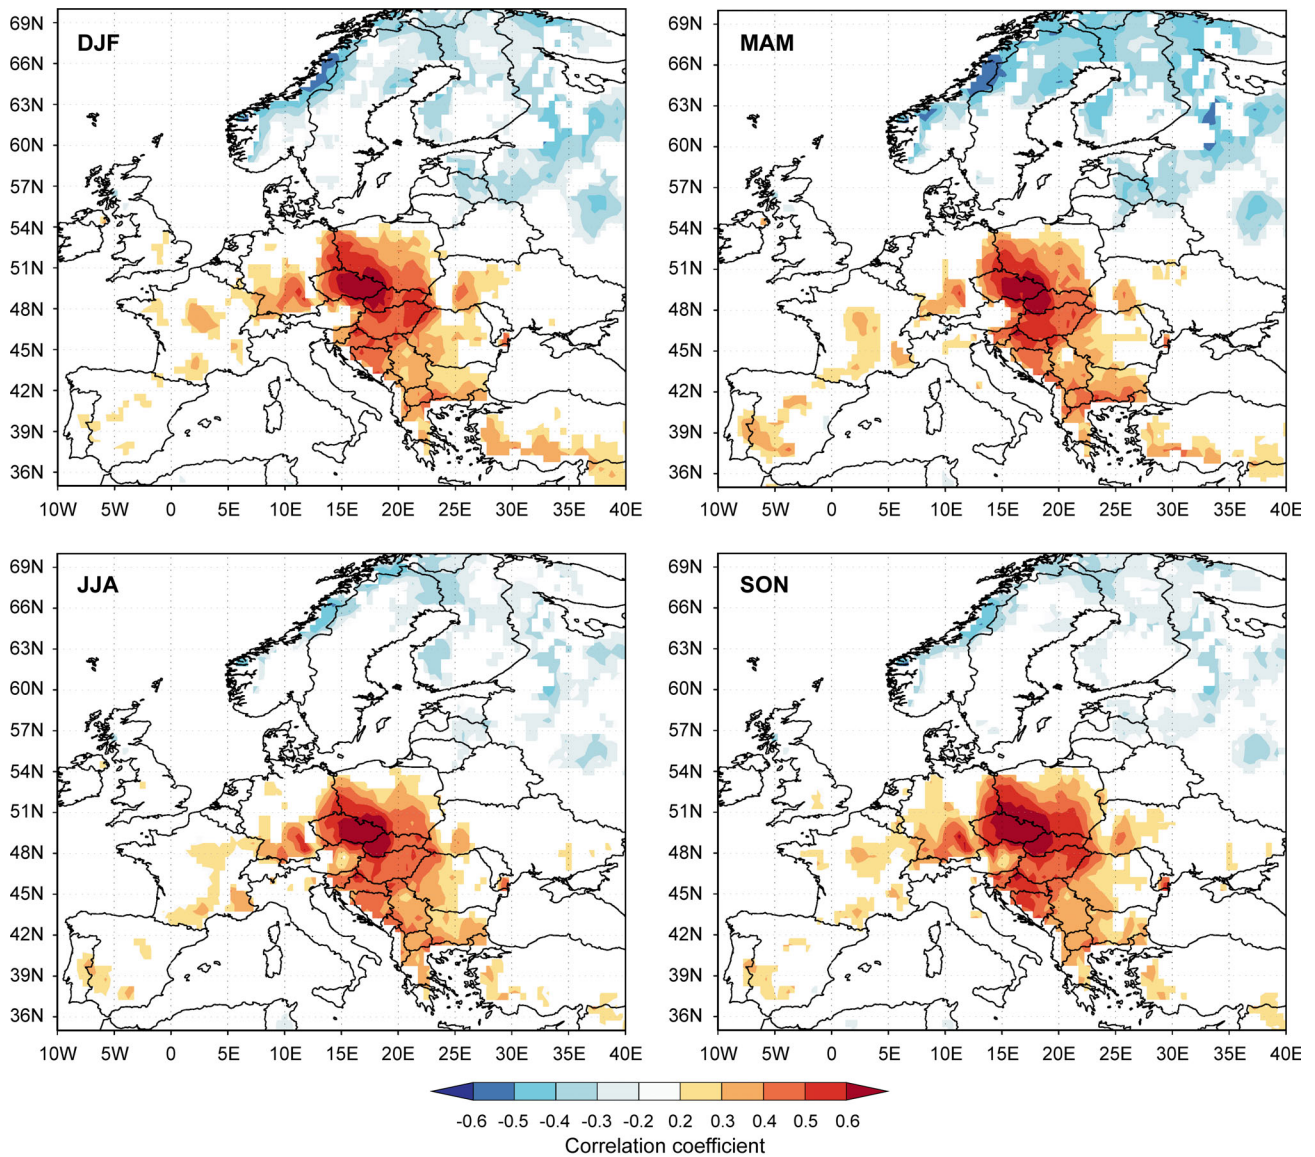 DJF
69N
66N
63N
60N
57N
54N
51N
48N
45N
42N
39N
36N
10W 5W 0 5E 10E 15E 20E 25E 30E 35E 40E
MAM
69N
66N
63N
60N
57N
54N
51N
48N
45N
42N
39N
36N
10W 5W 0 5E 10E 15E 20E 25E 30E 35E 40E
JJA
69N
66N
63N
60N
57N
54N
51N
48N
45N
42N
39N
36N
10W 5W 0 5E 10E 15E 20E 25E 30E 35E 40E
SON
69N
66N
63N
60N
57N
54N
51N
48N
45N
42N
39N
36N
10W 5W 0 5E 10E 15E 20E 25E 30E 35E 40E
-0.6 -0.5 -0.4 -0.3 -0.2 0.2 0.3 0.4 0.5 0.6
Correlation coefficient